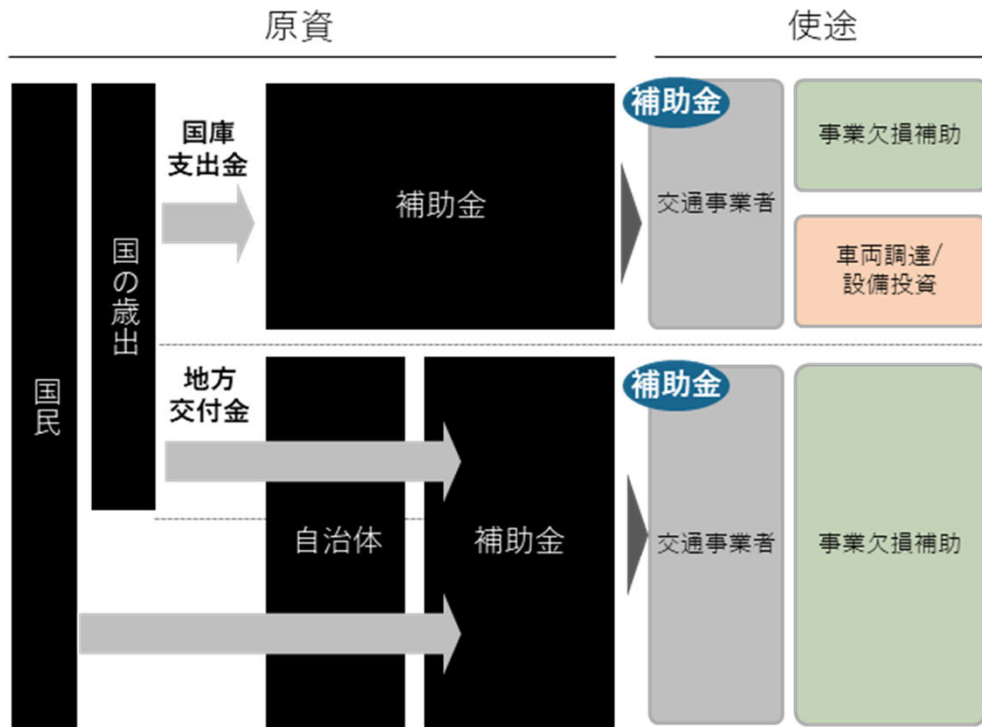 原資
使途
国民
国の歳出
国庫
支出金
補助金
補助金
交通事業者
事業欠損補助
車両調達/
設備投資
地方
交付金
自治体
補助金
補助金
交通事業者
事業欠損補助